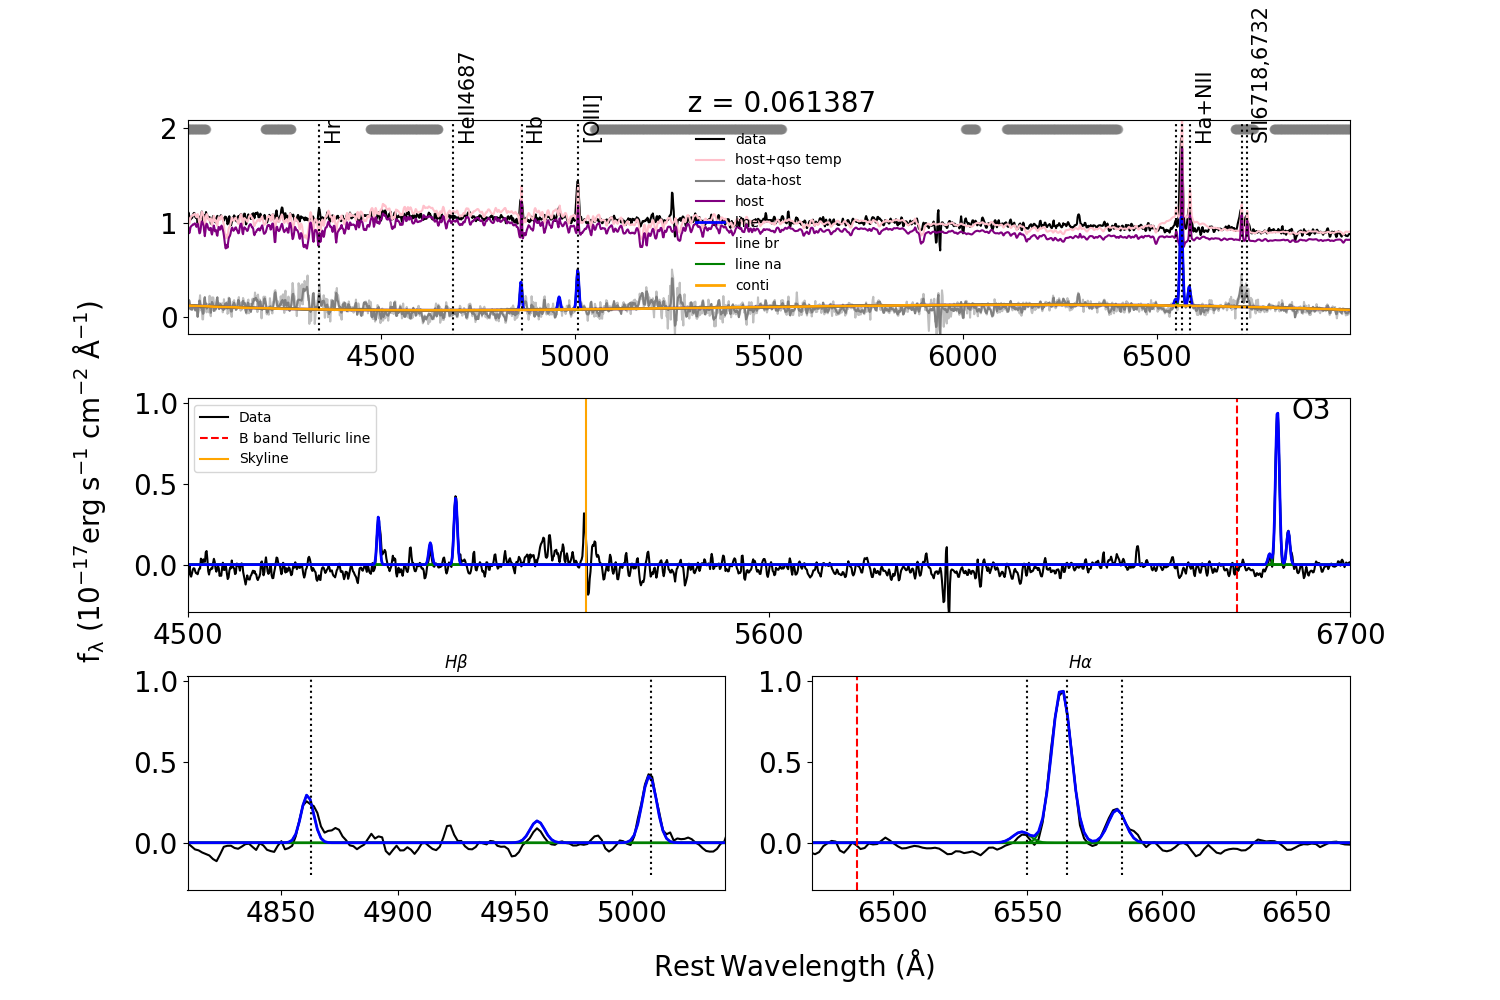 z = 0.061387
Hr
HeII4687
Hb
[OIII]
Ha+NII
SII6718,6732
2
1
0
data
host+qso temp
data-host
host
line
line br
line na
conti
4500 5000 5500 6000 6500
fλ (10⁻¹⁷erg s⁻¹ cm⁻² Å⁻¹)
1.0
0.5
0.0
Data
B band Telluric line
Skyline
O3
4500 5600 6700
Hβ
1.0
0.5
0.0
4850 4900 4950 5000
Hα
1.0
0.5
0.0
6500 6550 6600 6650
Rest Wavelength (Å)